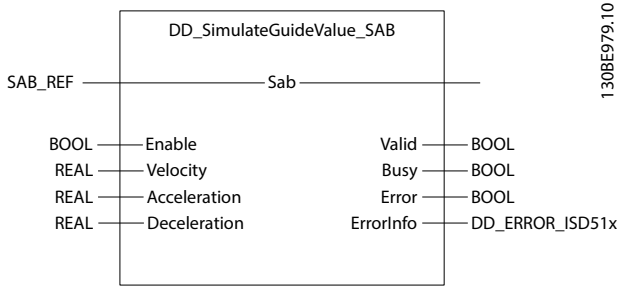 DD_SimulateGuideValue_SAB
SAB_REF Sab
BOOL Enable Valid BOOL
REAL Velocity Busy BOOL
REAL Acceleration Error BOOL
REAL Deceleration ErrorInfo DD_ERROR_ISD51x
130BE979.10